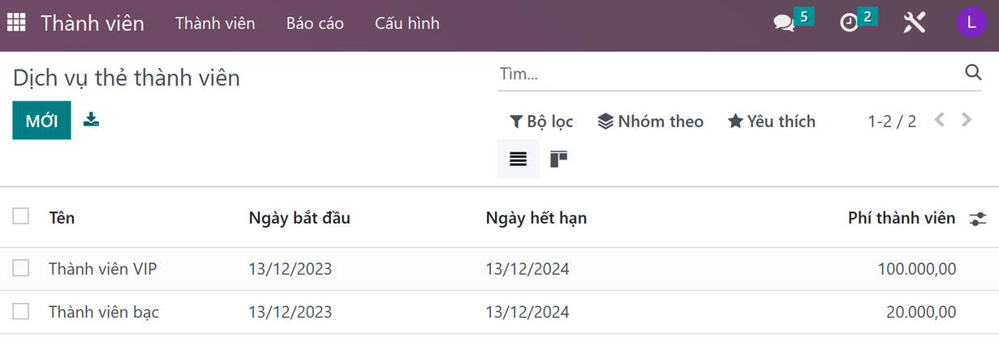 Thành viên Thành viên Báo cáo Cấu hình 5 2 L
Dịch vụ thẻ thành viên
Tìm...
MỚI
Bộ lọc Nhóm theo Yêu thích 1-2 / 2
Tên Ngày bắt đầu Ngày hết hạn Phí thành viên
Thành viên VIP 13/12/2023 13/12/2024 100.000,00
Thành viên bạc 13/12/2023 13/12/2024 20.000,00